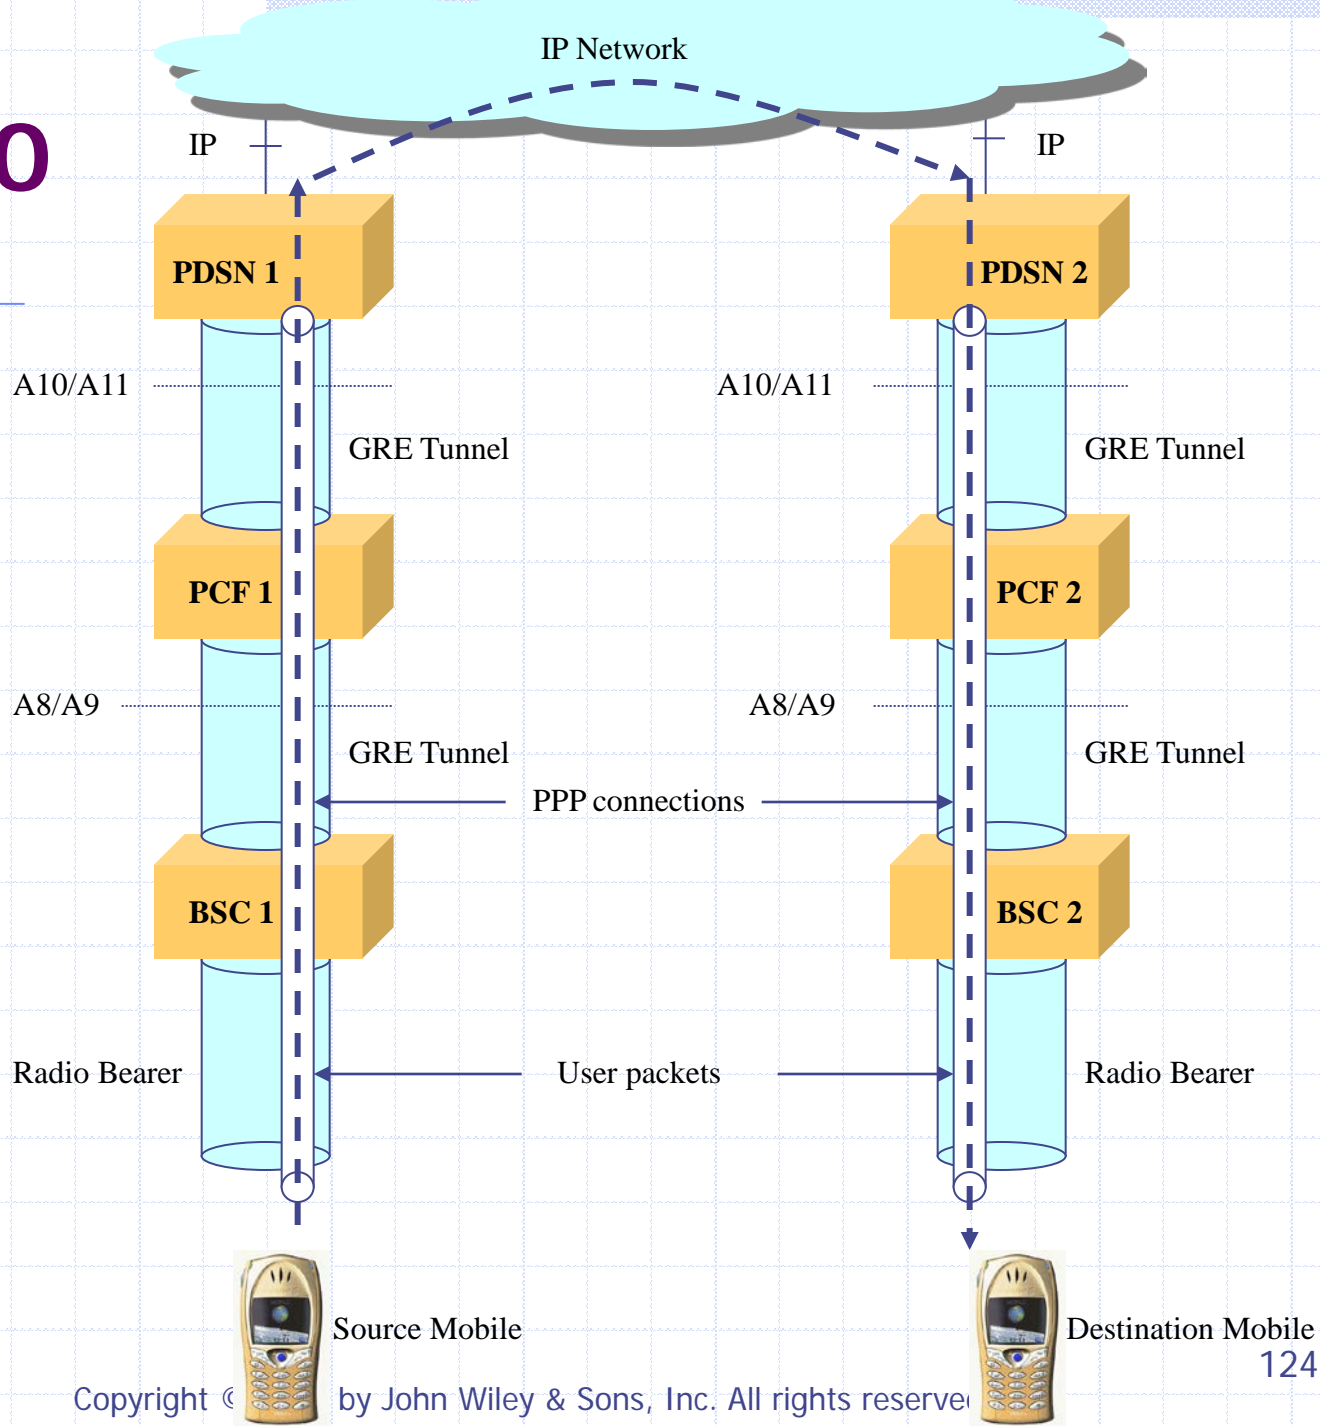 IP Network
IP
IP
0
PDSN 1
PDSN 2
A10/A11
A10/A11
GRE Tunnel
GRE Tunnel
PCF 1
PCF 2
A8/A9
A8/A9
GRE Tunnel
GRE Tunnel
PPP connections
BSC 1
BSC 2
Radio Bearer
User packets
Radio Bearer
Source Mobile
Destination Mobile
124
Copyright © by John Wiley & Sons, Inc. All rights